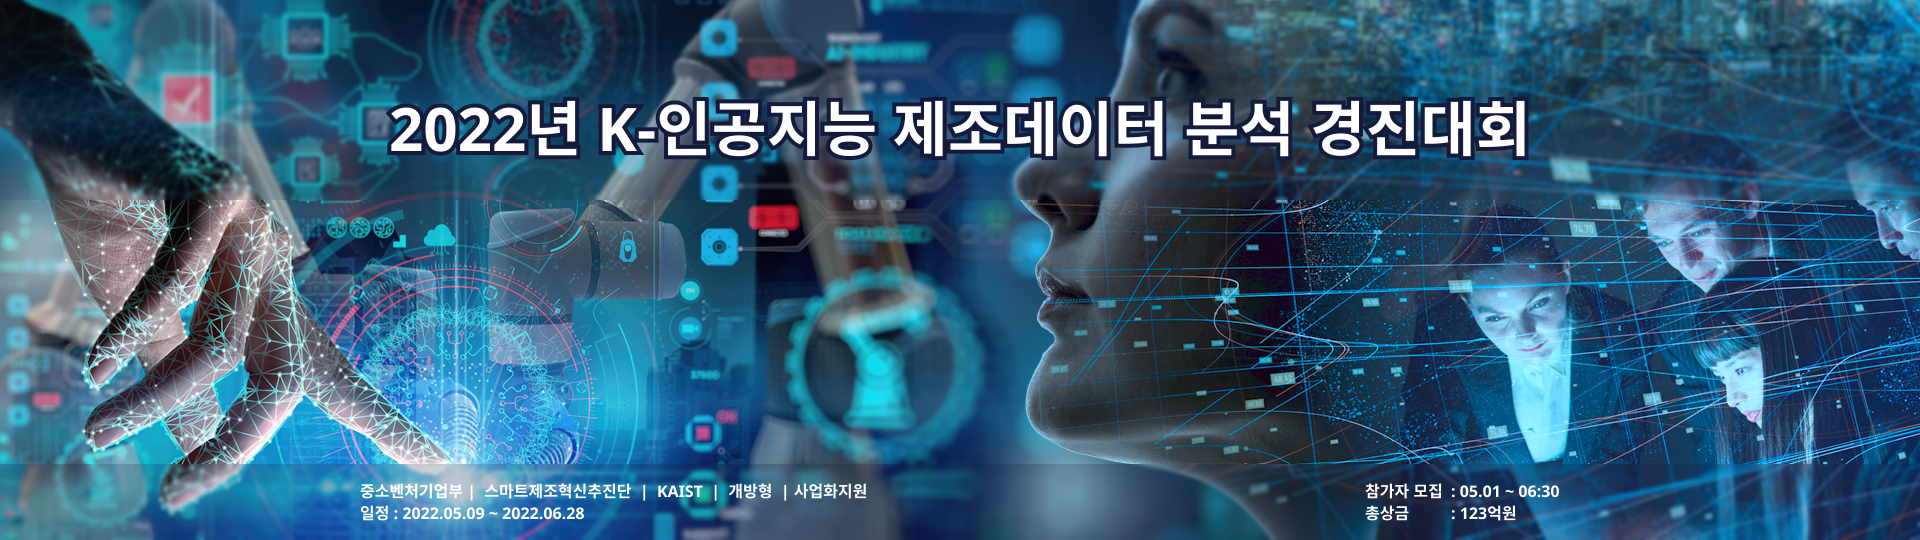 2022년 K-인공지능 제조데이터 분석 경진대회
중소벤처기업부 | 스마트제조혁신추진단 | KAIST | 개방형 | 사업화지원
일정 : 2022.05.09 ~ 2022.06.28
참가자 모집 : 05.01 ~ 06:30
총상금 : 123억원